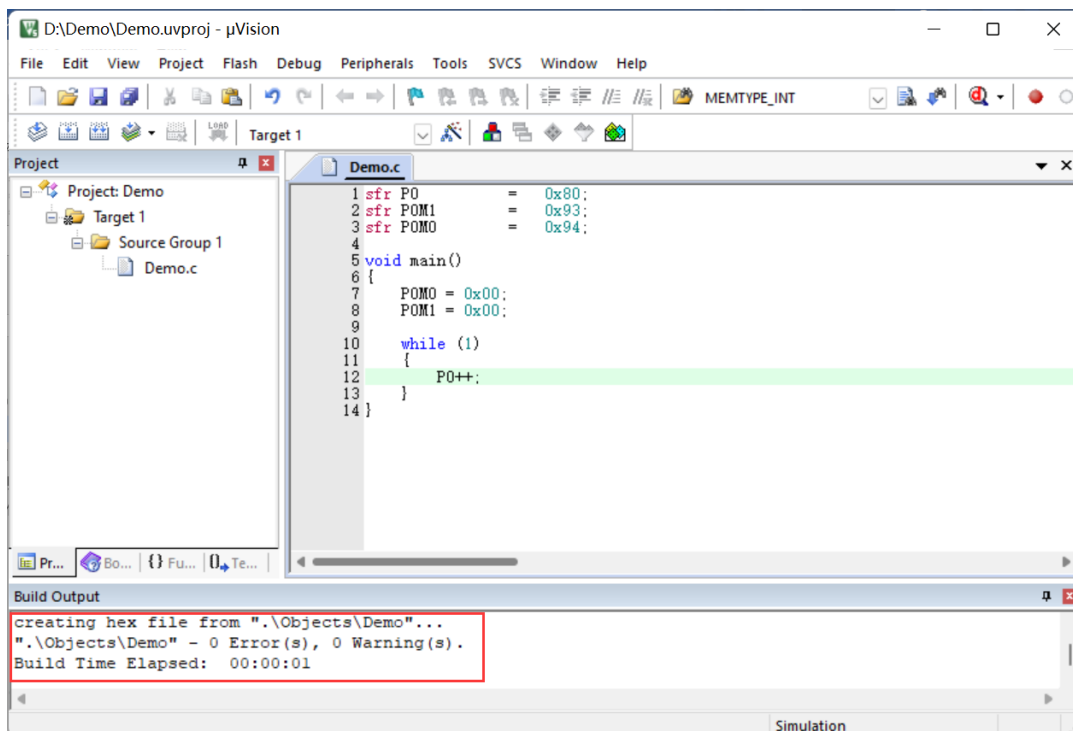 D:\Demo\Demo.uvproj - µVision
File Edit View Project Flash Debug Peripherals Tools SVCS Window Help
MEMTYPE_INT
LOAD Target 1
Project
Demo.c
Project: Demo
Target 1
Source Group 1
Demo.c
1 sfr P0 = 0x80;
2 sfr P0M1 = 0x93;
3 sfr P0M0 = 0x94;
4
5 void main()
6 {
7 P0M0 = 0x00;
8 P0M1 = 0x00;
9
10 while (1)
11 {
12 P0++;
13 }
14 }
Pr... Bo... {} Fu... Te...
Build Output
creating hex file from ".\Objects\Demo"...
".\Objects\Demo" - 0 Error(s), 0 Warning(s).
Build Time Elapsed: 00:00:01
Simulation